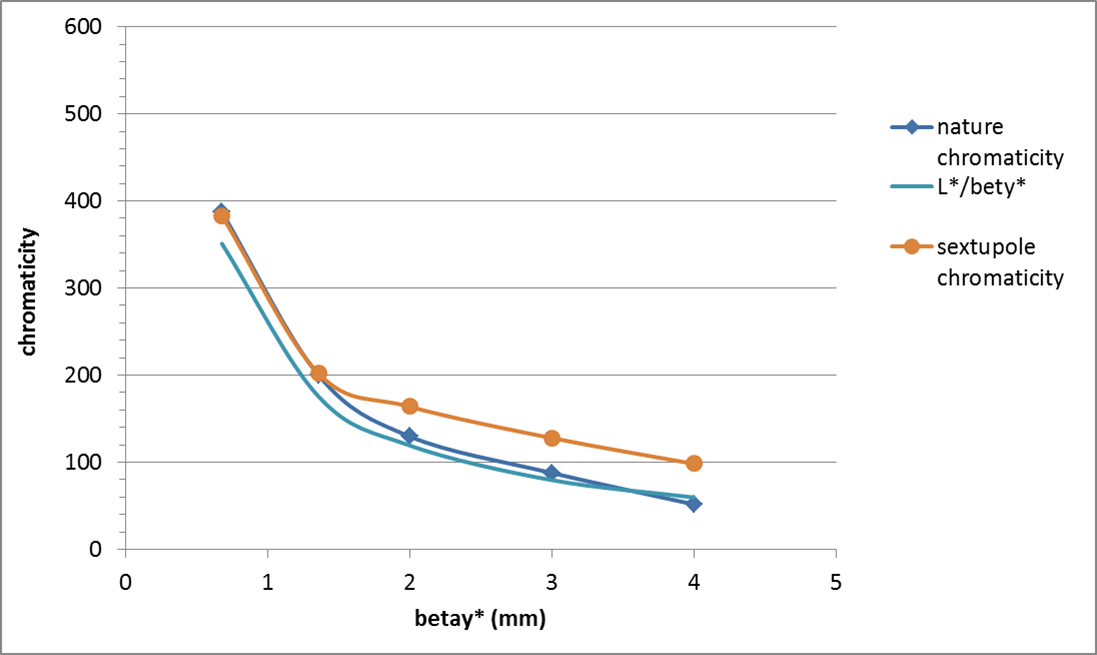 600
500
400
300
200
100
0
chromaticity
0 1 2 3 4 5
betay* (mm)
nature
chromaticity
L*/bety*
sextupole
chromaticity